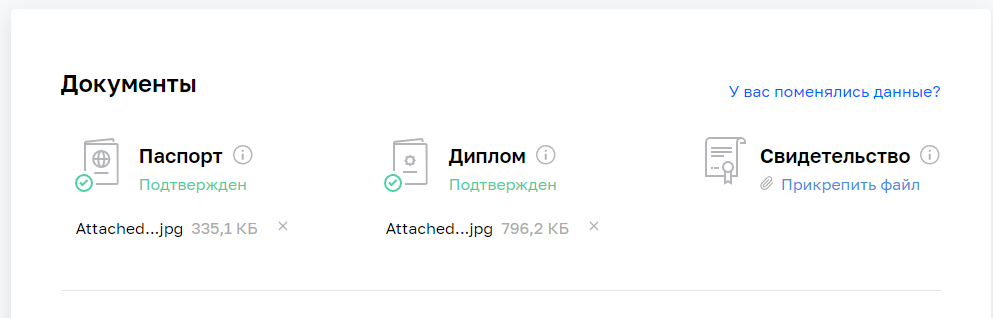 Документы
У вас поменялись данные?
Паспорт
Подтвержден
Attached...jpg 335,1 КБ
Диплом
Подтвержден
Attached...jpg 796,2 КБ
Свидетельство
Прикрепить файл